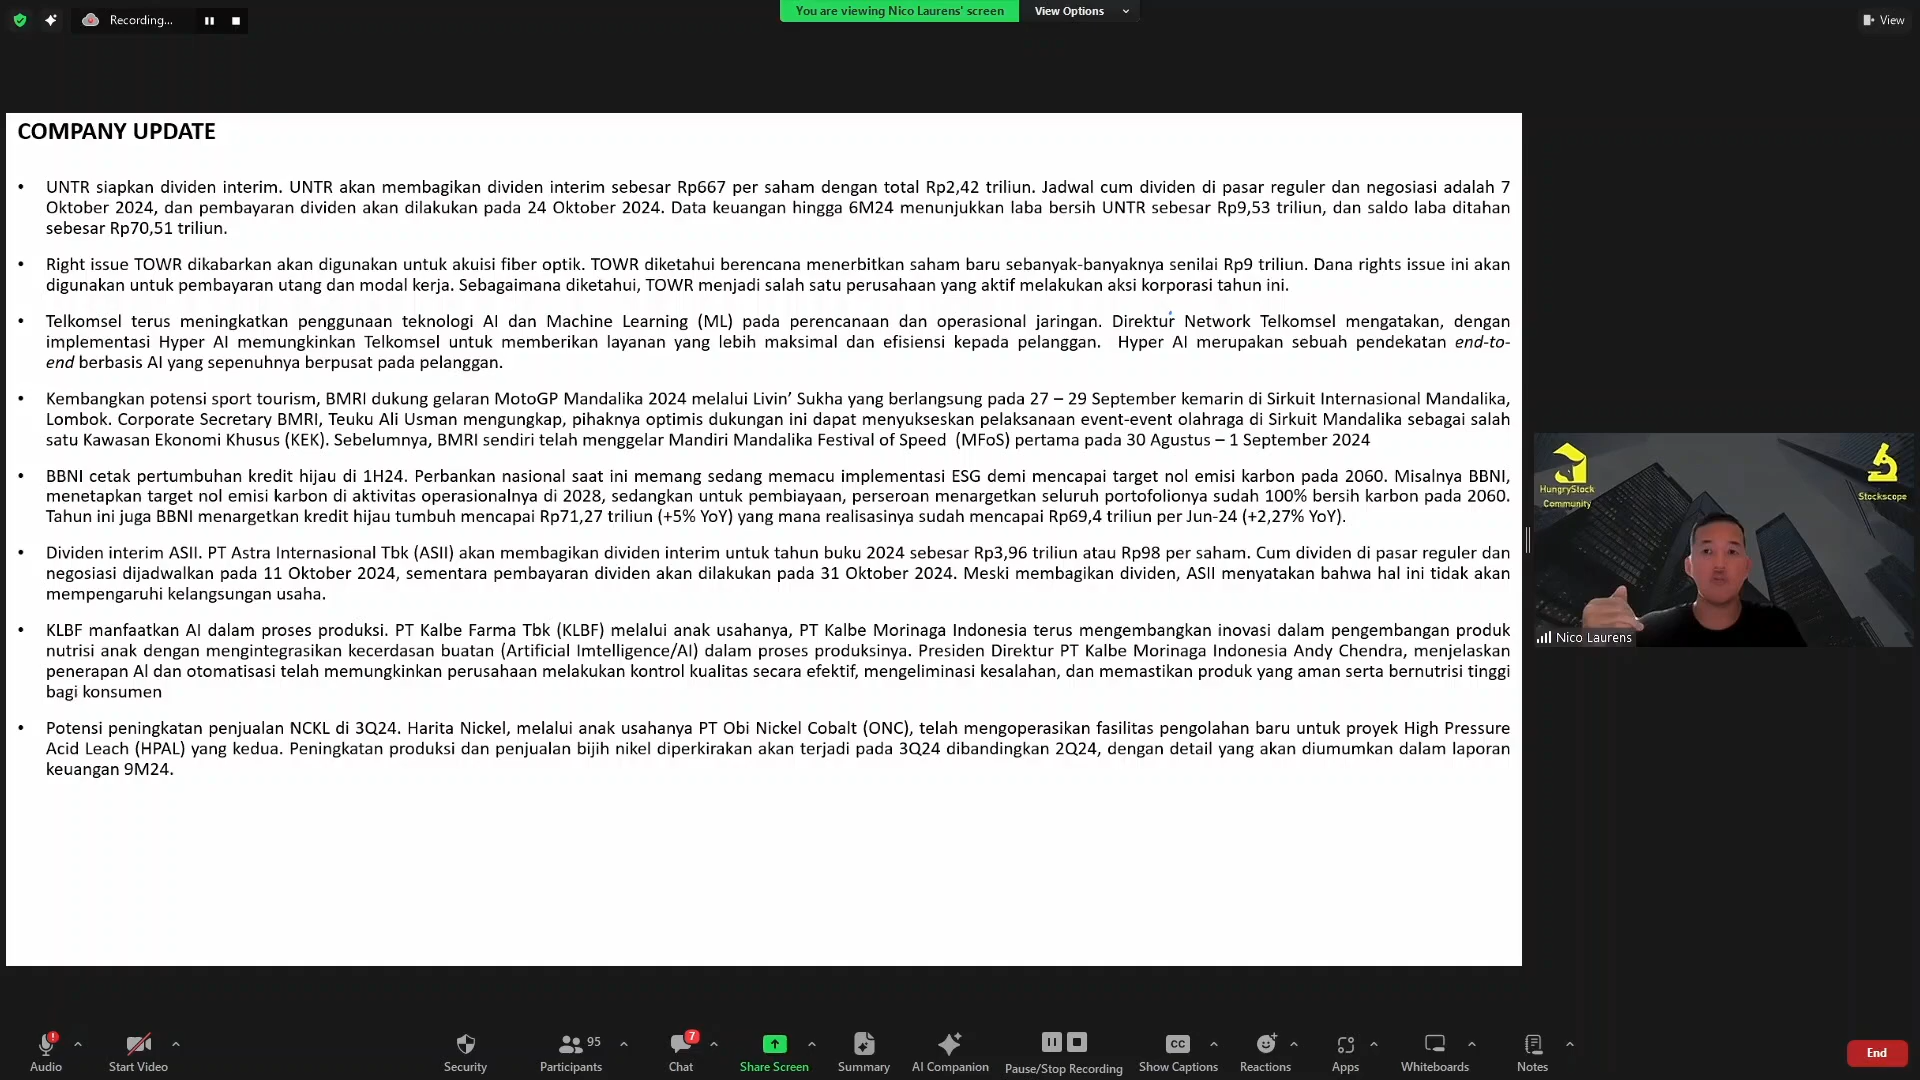 Recording...
You are viewing Nico Laurens' screen
View Options
View
COMPANY UPDATE
• UNTR siapkan dividen interim. UNTR akan membagikan dividen interim sebesar Rp667 per saham dengan total Rp2,42 triliun. Jadwal cum dividen di pasar reguler dan negosiasi adalah 7
Oktober 2024, dan pembayaran dividen akan dilakukan pada 24 Oktober 2024. Data keuangan hingga 6M24 menunjukkan laba bersih UNTR sebesar Rp9,53 triliun, dan saldo laba ditahan
sebesar Rp70,51 triliun.
• Right issue TOWR dikabarkan akan digunakan untuk akuisi fiber optik. TOWR diketahui berencana menerbitkan saham baru sebanyak-banyaknya senilai Rp9 triliun. Dana rights issue ini akan
digunakan untuk pembayaran utang dan modal kerja. Sebagaimana diketahui, TOWR menjadi salah satu perusahaan yang aktif melakukan aksi korporasi tahun ini.
• Telkomsel terus meningkatkan penggunaan teknologi AI dan Machine Learning (ML) pada perencanaan dan operasional jaringan. Direktur Network Telkomsel mengatakan, dengan
implementasi Hyper AI memungkinkan Telkomsel untuk memberikan layanan yang lebih maksimal dan efisiensi kepada pelanggan. Hyper AI merupakan sebuah pendekatan end-to-
end berbasis AI yang sepenuhnya berpusat pada pelanggan.
• Kembangkan potensi sport tourism, BMRI dukung gelaran MotoGP Mandalika 2024 melalui Livin’ Sukha yang berlangsung pada 27 – 29 September kemarin di Sirkuit Internasional Mandalika,
Lombok. Corporate Secretary BMRI, Teuku Ali Usman mengungkap, pihaknya optimis dukungan ini dapat menyukseskan pelaksanaan event-event olahraga di Sirkuit Mandalika sebagai salah
satu Kawasan Ekonomi Khusus (KEK). Sebelumnya, BMRI sendiri telah menggelar Mandiri Mandalika Festival of Speed (MFoS) pertama pada 30 Agustus – 1 September 2024
• BBNI cetak pertumbuhan kredit hijau di 1H24. Perbankan nasional saat ini memang sedang memacu implementasi ESG demi mencapai target nol emisi karbon pada 2060. Misalnya BBNI,
menetapkan target nol emisi karbon di aktivitas operasionalnya di 2028, sedangkan untuk pembiayaan, perseroan menargetkan seluruh portofolionya sudah 100% bersih karbon pada 2060.
Tahun ini juga BBNI menargetkan kredit hijau tumbuh mencapai Rp71,27 triliun (+5% YoY) yang mana realisasinya sudah mencapai Rp69,4 triliun per Jun-24 (+2,27% YoY).
• Dividen interim ASII. PT Astra Internasional Tbk (ASII) akan membagikan dividen interim untuk tahun buku 2024 sebesar Rp3,96 triliun atau Rp98 per saham. Cum dividen di pasar reguler dan
negosiasi dijadwalkan pada 11 Oktober 2024, sementara pembayaran dividen akan dilakukan pada 31 Oktober 2024. Meski membagikan dividen, ASII menyatakan bahwa hal ini tidak akan
mempengaruhi kelangsungan usaha.
• KLBF manfaatkan AI dalam proses produksi. PT Kalbe Farma Tbk (KLBF) melalui anak usahanya, PT Kalbe Morinaga Indonesia terus mengembangkan inovasi dalam pengembangan produk
nutrisi anak dengan mengintegrasikan kecerdasan buatan (Artificial Imtelligence/AI) dalam proses produksinya. Presiden Direktur PT Kalbe Morinaga Indonesia Andy Chendra, menjelaskan
penerapan AI dan otomatisasi telah memungkinkan perusahaan melakukan kontrol kualitas secara efektif, mengeliminasi kesalahan, dan memastikan produk yang aman serta bernutrisi tinggi
bagi konsumen
• Potensi peningkatan penjualan NCKL di 3Q24. Harita Nickel, melalui anak usahanya PT Obi Nickel Cobalt (ONC), telah mengoperasikan fasilitas pengolahan baru untuk proyek High Pressure
Acid Leach (HPAL) yang kedua. Peningkatan produksi dan penjualan bijih nikel diperkirakan akan terjadi pada 3Q24 dibandingkan 2Q24, dengan detail yang akan diumumkan dalam laporan
keuangan 9M24.
HungryStock
Community
Stockscope
Nico Laurens
Audio
Start Video
Security
95
Participants
7
Chat
Share Screen
Summary
AI Companion
Pause/Stop Recording
CC
Show Captions
Reactions
Apps
Whiteboards
Notes
End